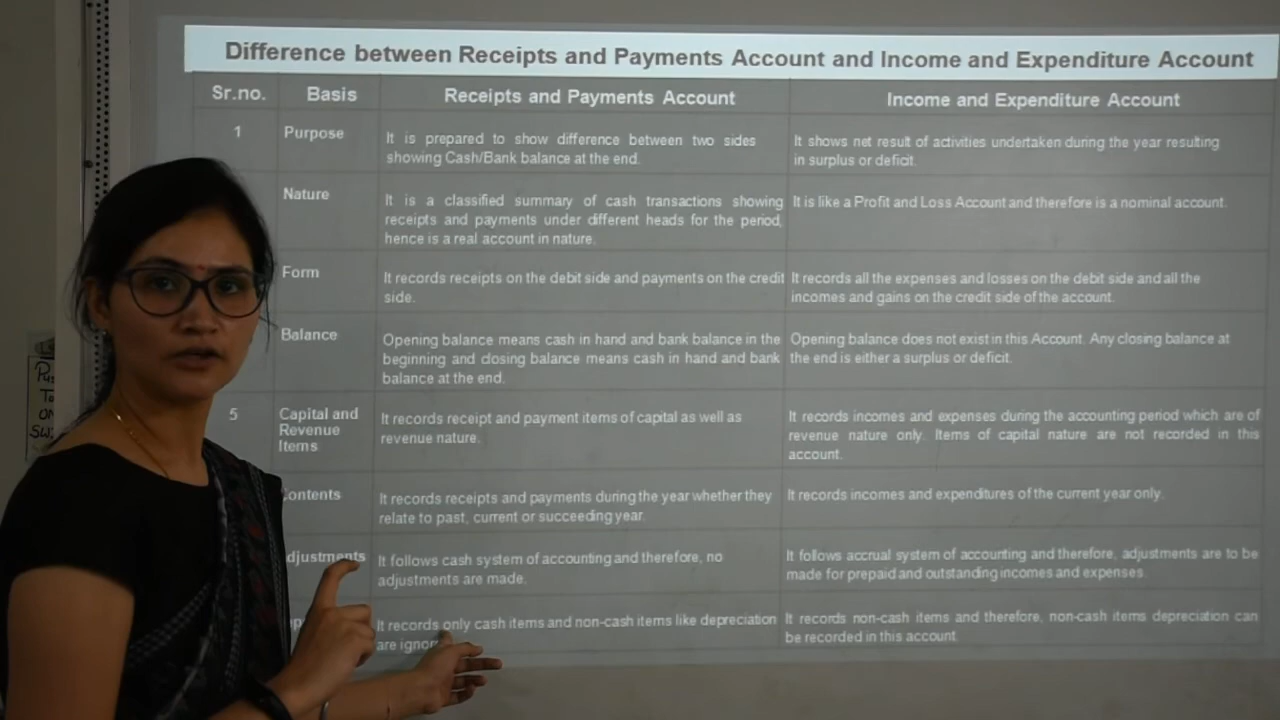 Difference between Receipts and Payments Account and Income and Expenditure Account
Sr.no. Basis Receipts and Payments Account Income and Expenditure Account
1 Purpose
It is prepared to show difference between two sides
showing Cash/Bank balance at the end.
It shows net result of activities undertaken during the year resulting
in surplus or deficit.
Nature
It is a classified summary of cash transactions showing
receipts and payments under different heads for the period,
hence is a real account in nature.
It is like a Profit and Loss Account and therefore is a nominal account.
Form
It records receipts on the debit side and payments on the credit
side.
It records all the expenses and losses on the debit side and all the
incomes and gains on the credit side of the account.
Balance
Opening balance means cash in hand and bank balance in the
beginning and closing balance means cash in hand and bank
balance at the end.
Opening balance does not exist in this Account. Any closing balance at
the end is either a surplus or deficit.
5 Capital and
Revenue
Items
It records receipt and payment items of capital as well as
revenue nature.
It records incomes and expenses during the accounting period which are of
revenue nature only. Items of capital nature are not recorded in this
account.
ontents
It records receipts and payments during the year whether they
relate to past, current or succeeding year.
It records incomes and expenditures of the current year only.
djustments
It follows cash system of accounting and therefore, no
adjustments are made.
It follows accrual system of accounting and therefore, adjustments are to be
made for prepaid and outstanding incomes and expenses.
It records only cash items and non-cash items like depreciation
are ignor
It records non-cash items and therefore, non-cash items depreciation can
be recorded in this account.